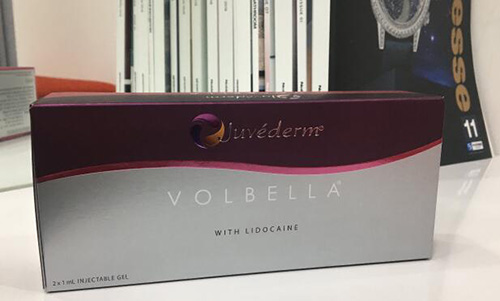 Juvéderm®
VOLBELLA®
WITH LIDOCAINE
2 x 1 mL INJECTABLE GEL
esse
11